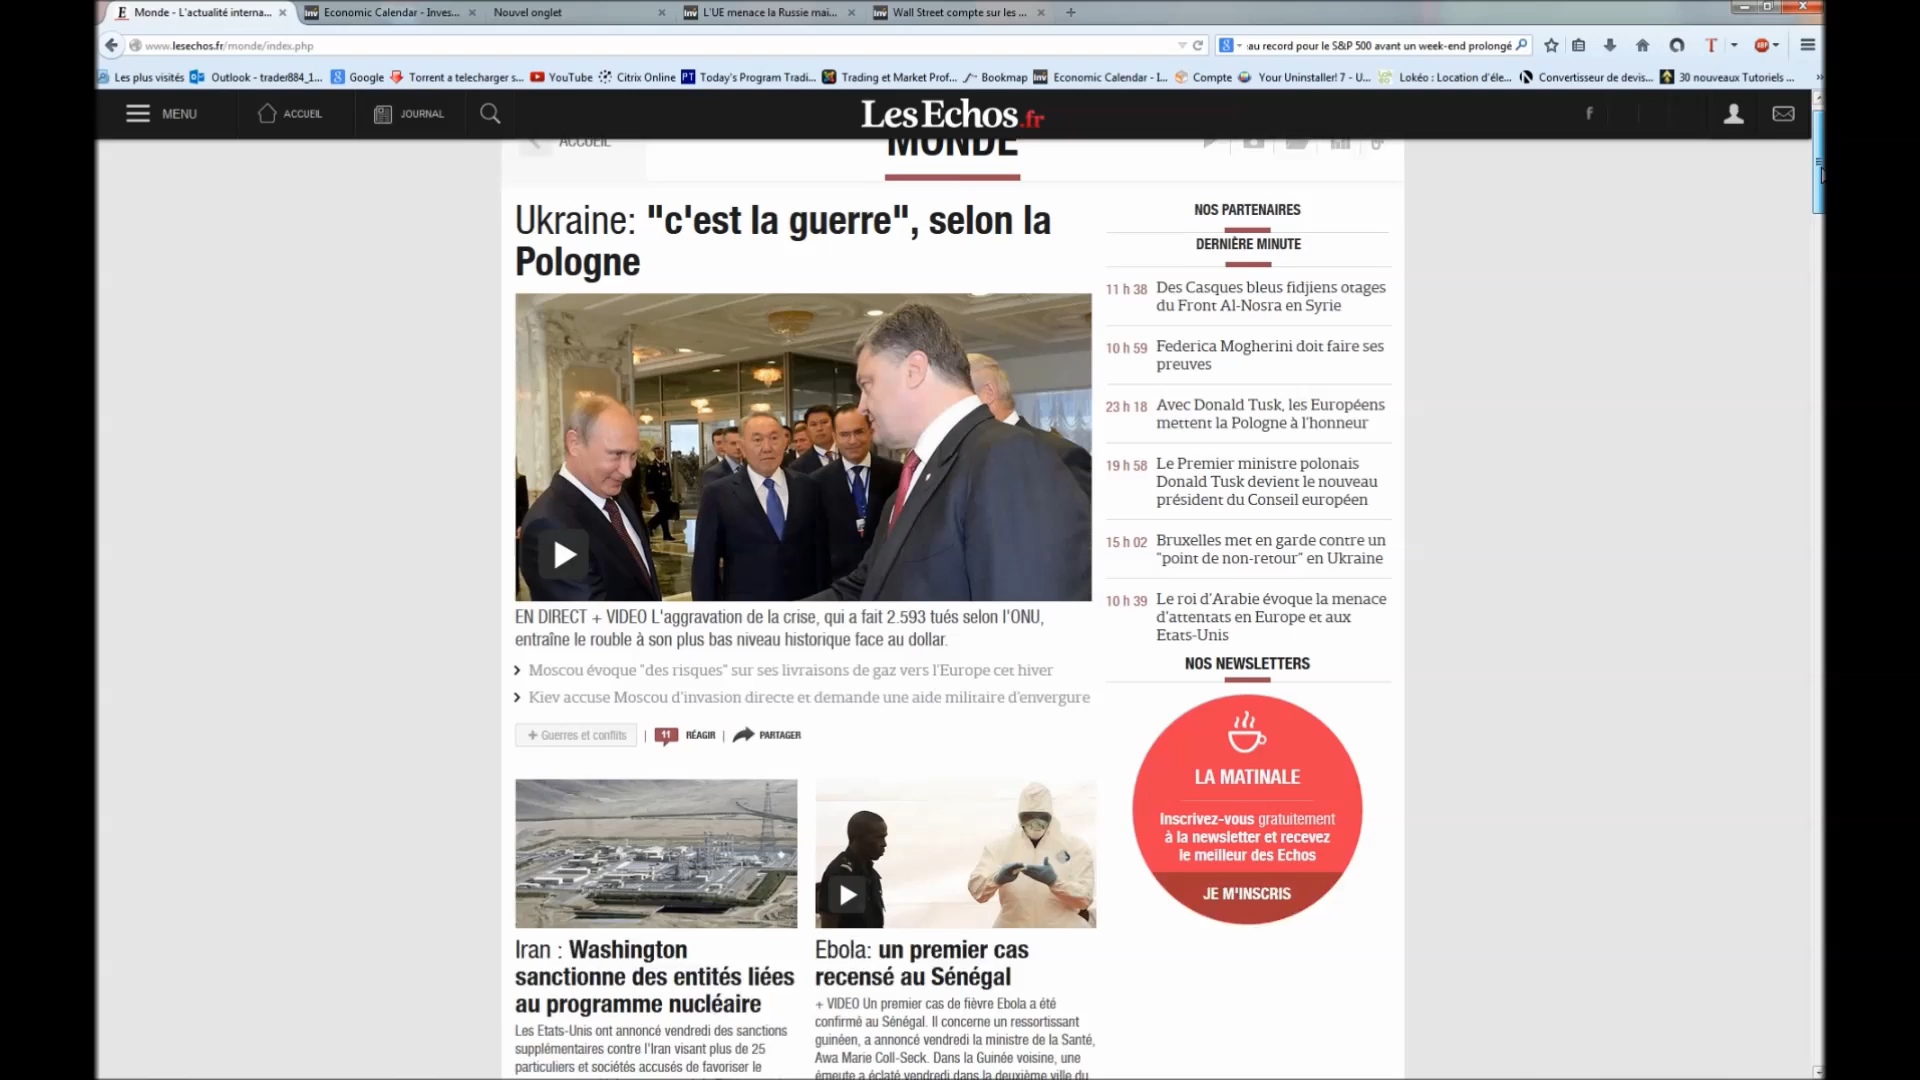 Monde - L'actualité interna...
Economic Calendar - Inves...
Nouvel onglet
L'UE menace la Russie mai...
Wall Street compte sur les ...
www.lesechos.fr/monde/index.php
au record pour le S&P 500 avant un week-end prolongé
Les plus visités
Outlook - trader884_1...
Google
Torrent a telecharger s...
YouTube
Citrix Online
Today's Program Tradi...
Trading et Market Prof...
Bookmap
Economic Calendar - I...
Compte
Your Uninstaller! 7 - U...
Lokéo : Location d'éle...
Convertisseur de devis...
30 nouveaux Tutoriels ...
MENU
ACCUEIL
JOURNAL
LesEchos.fr
ACCUEIL
MONDE
Ukraine: "c'est la guerre", selon la
Pologne
EN DIRECT + VIDEO L'aggravation de la crise, qui a fait 2.593 tués selon l'ONU,
entraîne le rouble à son plus bas niveau historique face au dollar.
Moscou évoque "des risques" sur ses livraisons de gaz vers l'Europe cet hiver
Kiev accuse Moscou d'invasion directe et demande une aide militaire d'envergure
+ Guerres et conflits | 11 RÉAGIR | PARTAGER
Iran : Washington
sanctionne des entités liées
au programme nucléaire
Les Etats-Unis ont annoncé vendredi des sanctions
supplémentaires contre l'Iran visant plus de 25
particuliers et sociétés accusés de favoriser le
Ebola: un premier cas
recensé au Sénégal
+ VIDEO Un premier cas de fièvre Ebola a été
confirmé au Sénégal. Il concerne un ressortissant
guinéen, a annoncé vendredi la ministre de la Santé,
Awa Marie Coll-Seck. Dans la Guinée voisine, une
émeute a éclaté vendredi dans la deuxième ville du
NOS PARTENAIRES
DERNIÈRE MINUTE
11 h 38 Des Casques bleus fidjiens otages
du Front Al-Nosra en Syrie
10 h 59 Federica Mogherini doit faire ses
preuves
23 h 18 Avec Donald Tusk, les Européens
mettent la Pologne à l'honneur
19 h 58 Le Premier ministre polonais
Donald Tusk devient le nouveau
président du Conseil européen
15 h 02 Bruxelles met en garde contre un
"point de non-retour" en Ukraine
10 h 39 Le roi d'Arabie évoque la menace
d'attentats en Europe et aux
Etats-Unis
NOS NEWSLETTERS
LA MATINALE
Inscrivez-vous gratuitement
à la newsletter et recevez
le meilleur des Echos
JE M'INSCRIS